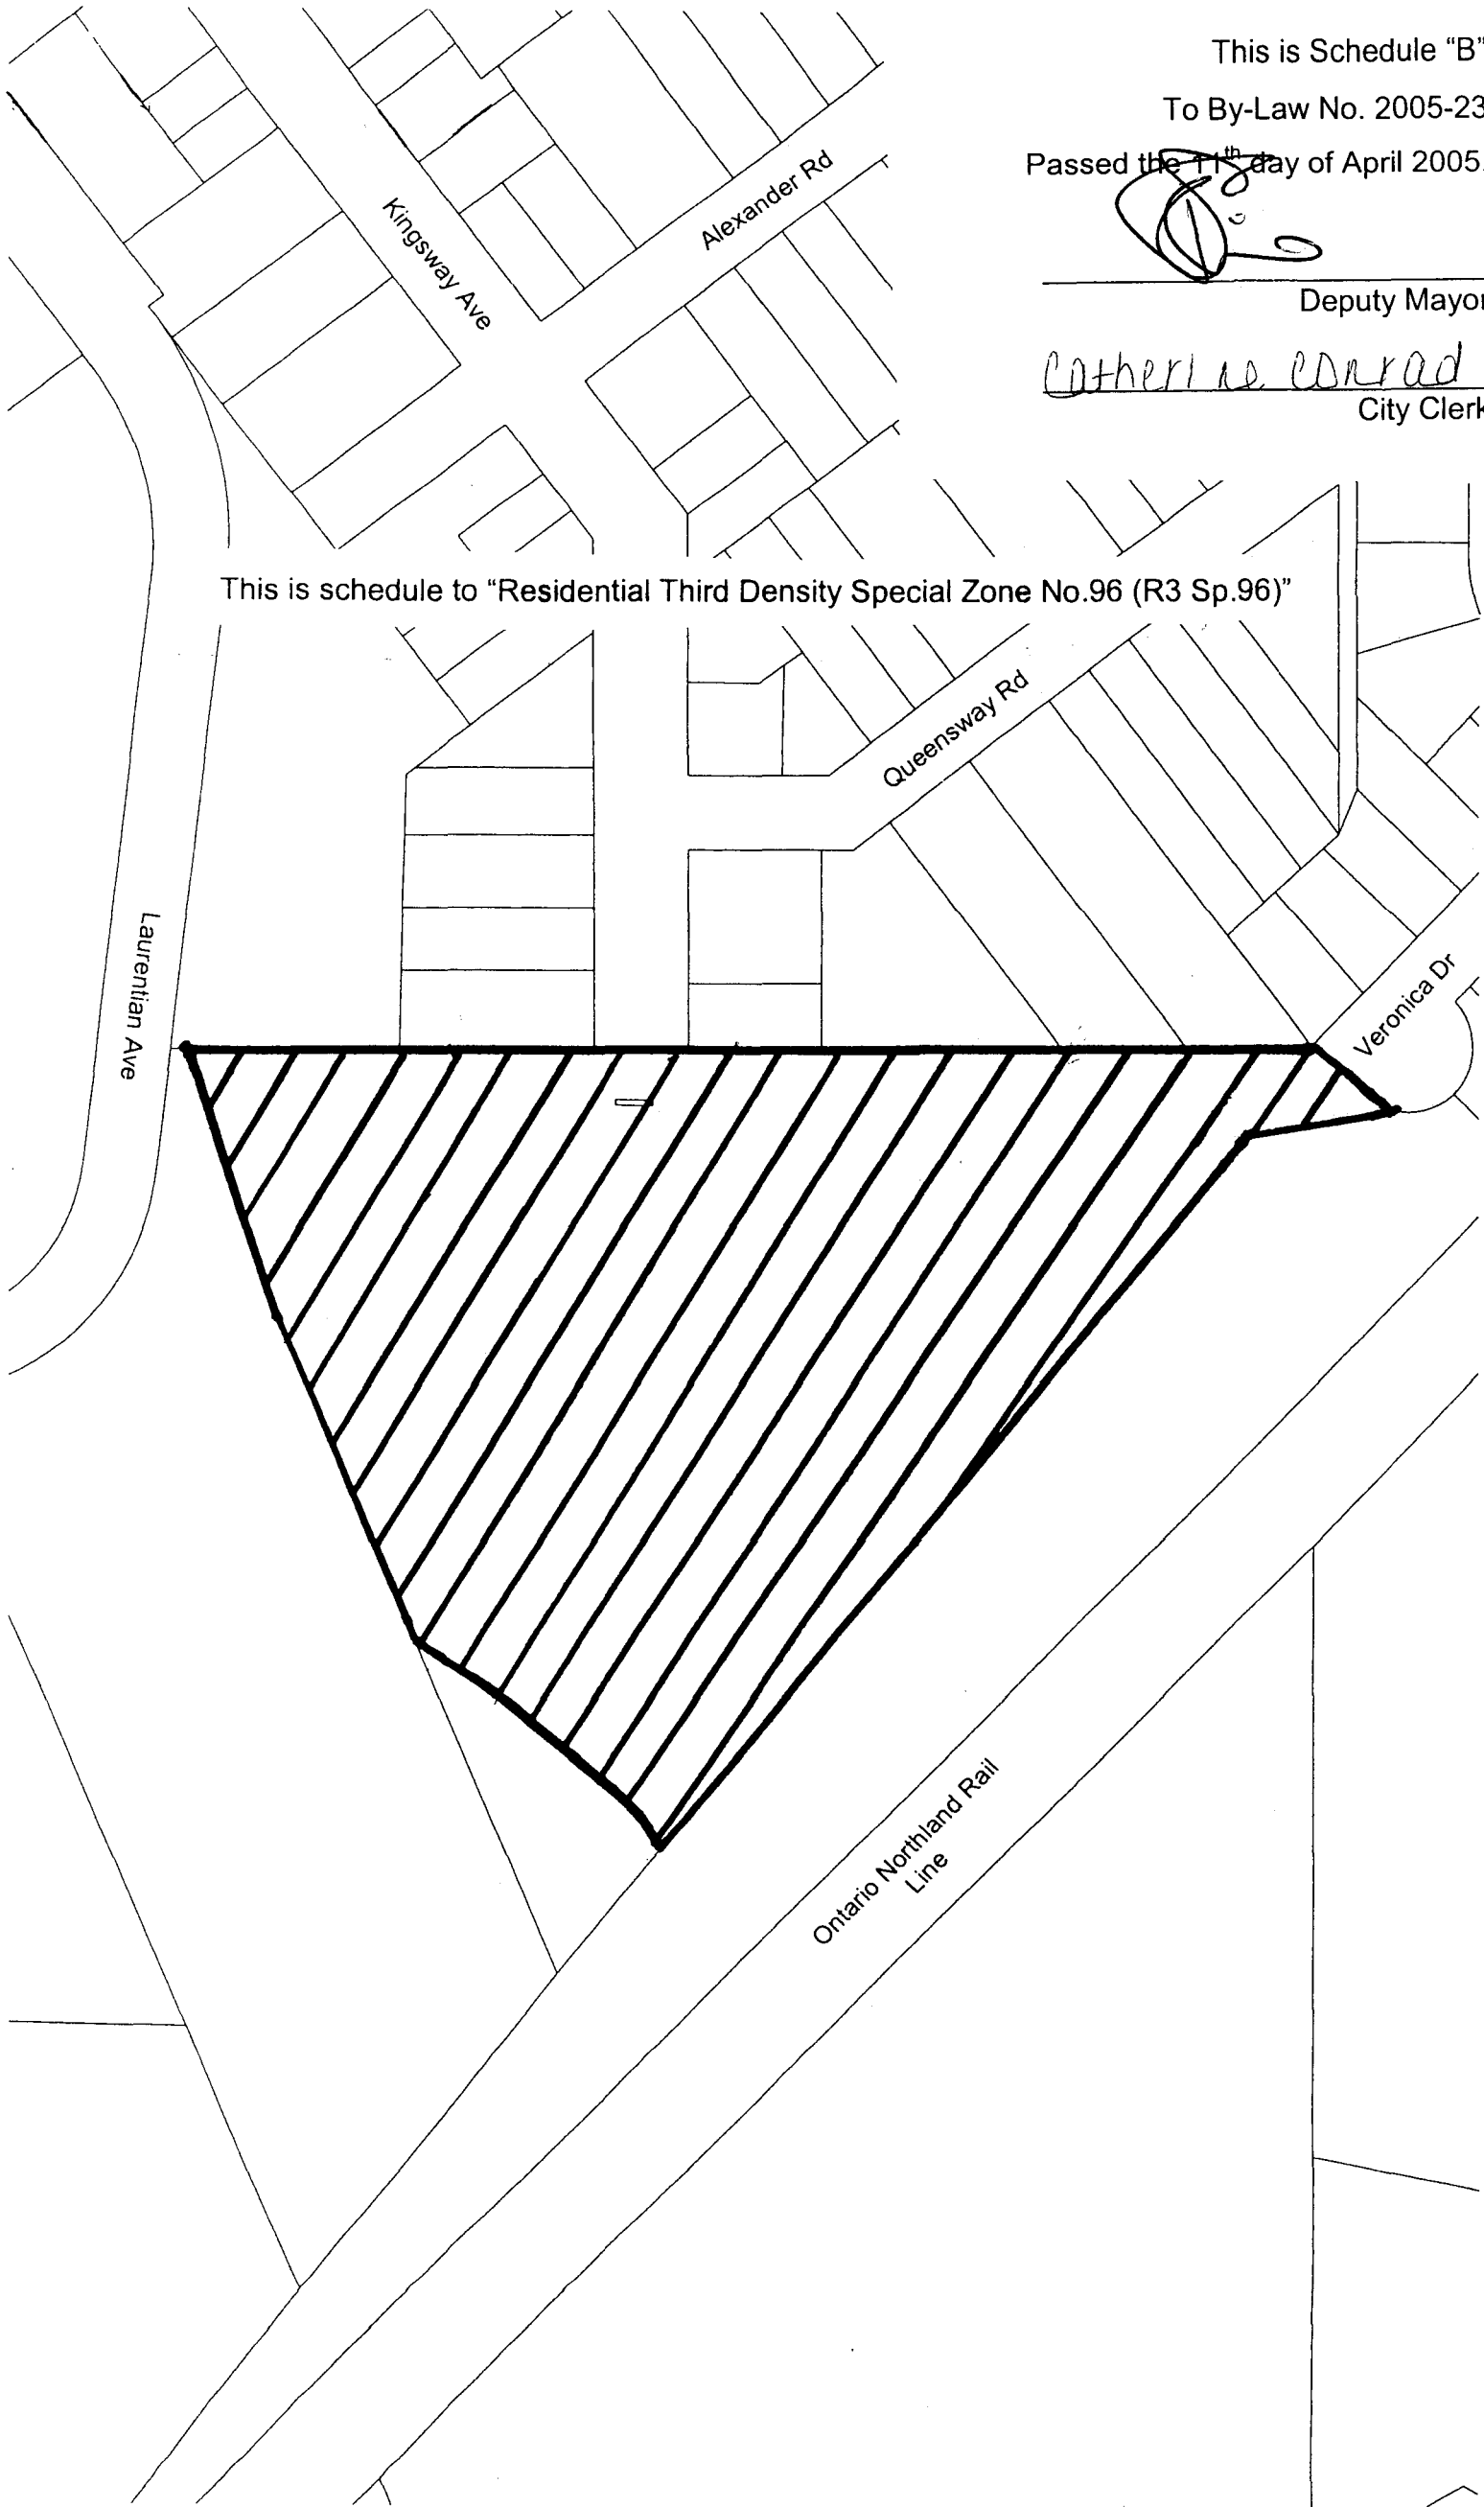 This is Schedule “B”
To By-Law No. 2005-23
Passed the 11th day of April 2005.
Deputy Mayor
Catherine Conrad
City Clerk
Kingsway Ave
Alexander Rd
This is schedule to “Residential Third Density Special Zone No.96 (R3 Sp.96)”
Queensway Rd
Laurentian Ave
Veronica Dr
Ontario Northland Rail
Line